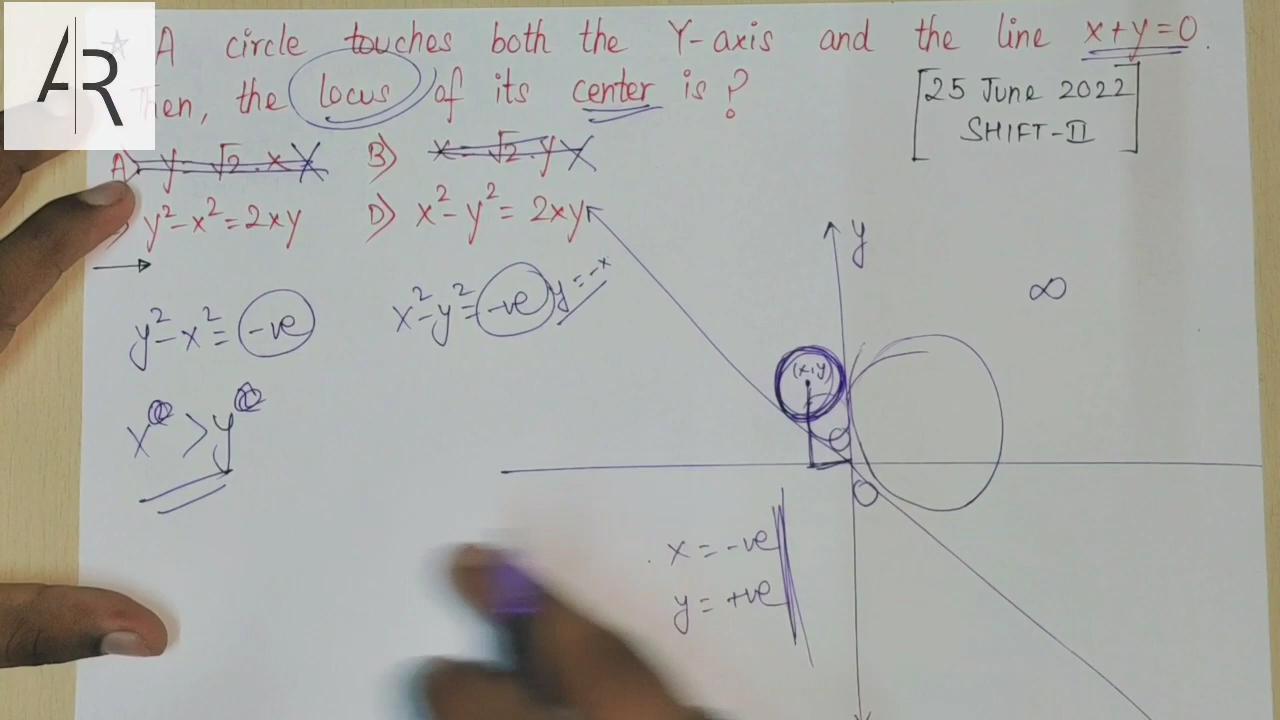 AR
A circle touches both the Y-axis and the line x+y=0.
Then, the locus of its center is?
[25 June 2022
SHIFT-II]
A) y=√2.x B) x=√2.y
y²-x²=2xy D) x²-y²=2xy
y²-x²=-ve x²-y²=-ve y=-x
x>y
y
∞
(x,y)
x=-ve
y=+ve